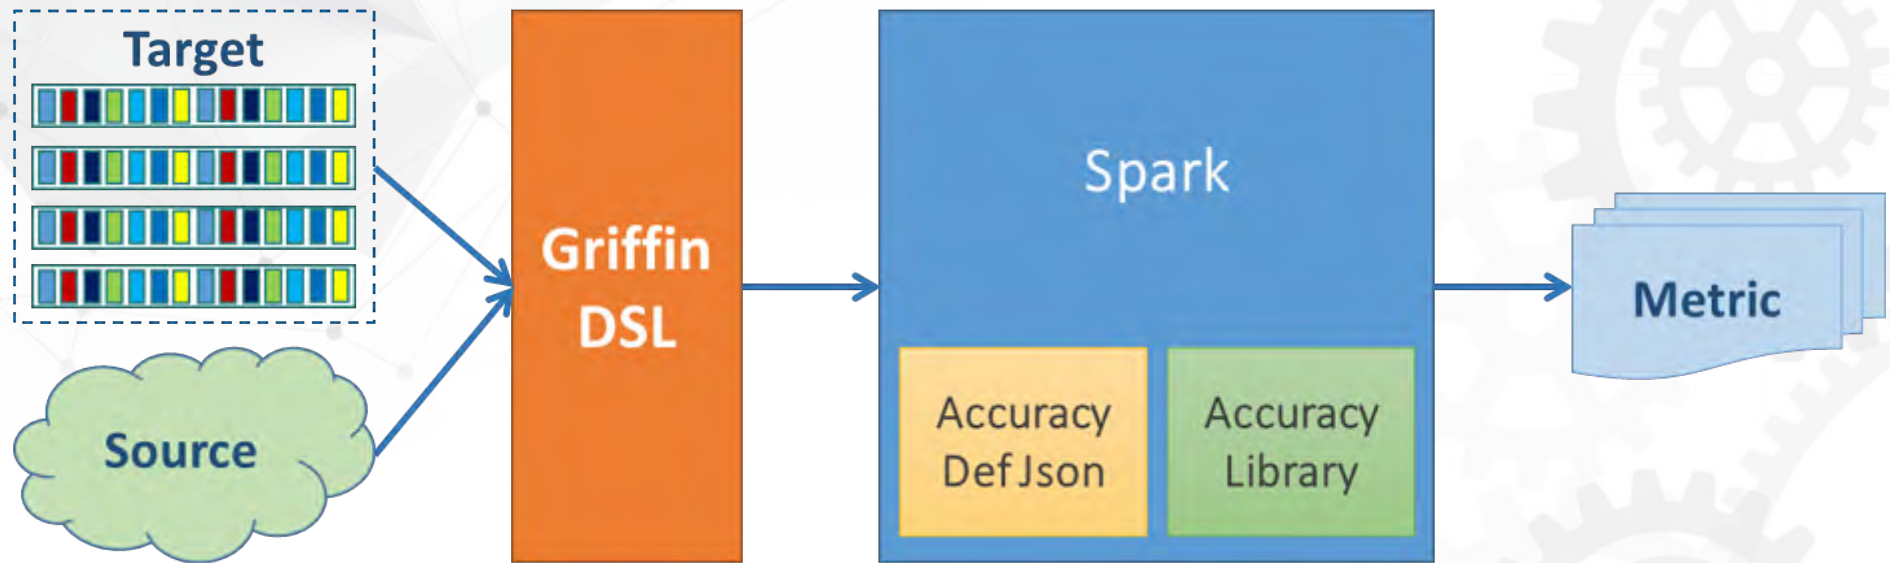 Target
Source
Griffin
DSL
Spark
Accuracy
Def Json
Accuracy
Library
Metric